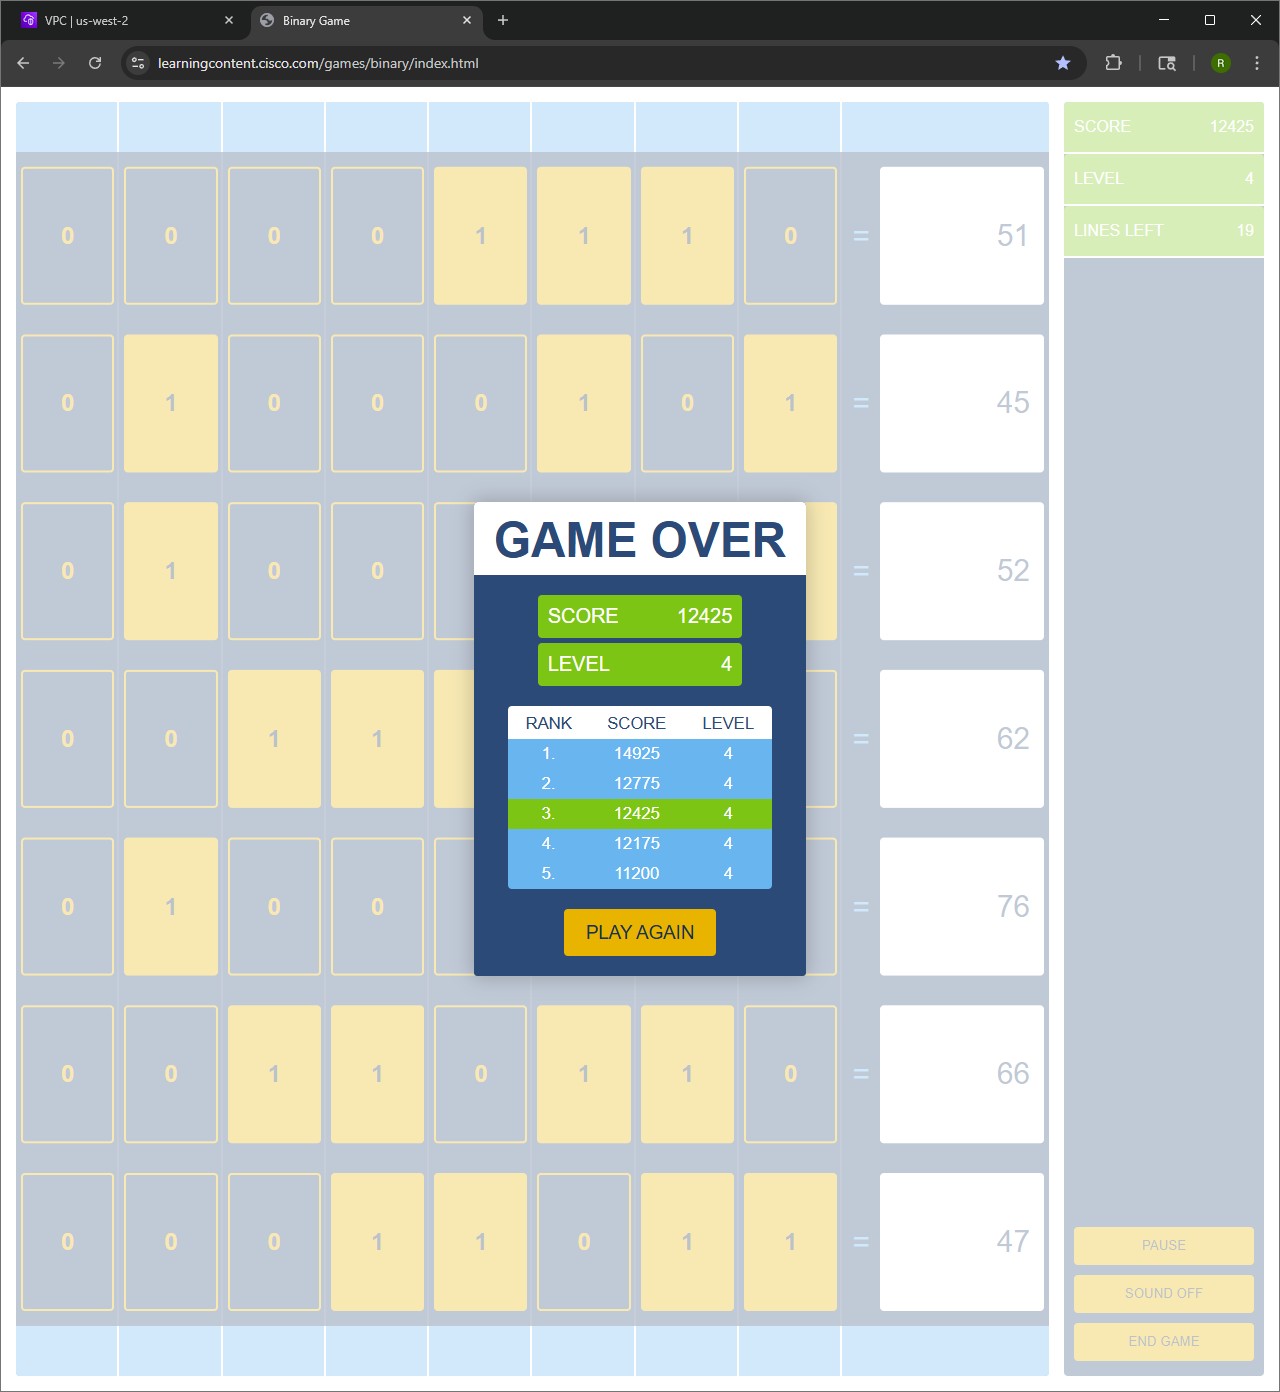 VPC | us-west-2
Binary Game
learningcontent.cisco.com/games/binary/index.html
R
SCORE 12425
LEVEL 4
LINES LEFT 19
0 0 0 0 1 1 1 0 = 51
0 1 0 0 0 1 0 1 = 45
0 1 0 0 = 52
0 0 1 1 = 62
0 1 0 0 = 76
0 0 1 1 0 1 1 0 = 66
0 0 0 1 1 0 1 1 = 47
GAME OVER
SCORE 12425
LEVEL 4
RANK SCORE LEVEL
1. 14925 4
2. 12775 4
3. 12425 4
4. 12175 4
5. 11200 4
PLAY AGAIN
PAUSE
SOUND OFF
END GAME